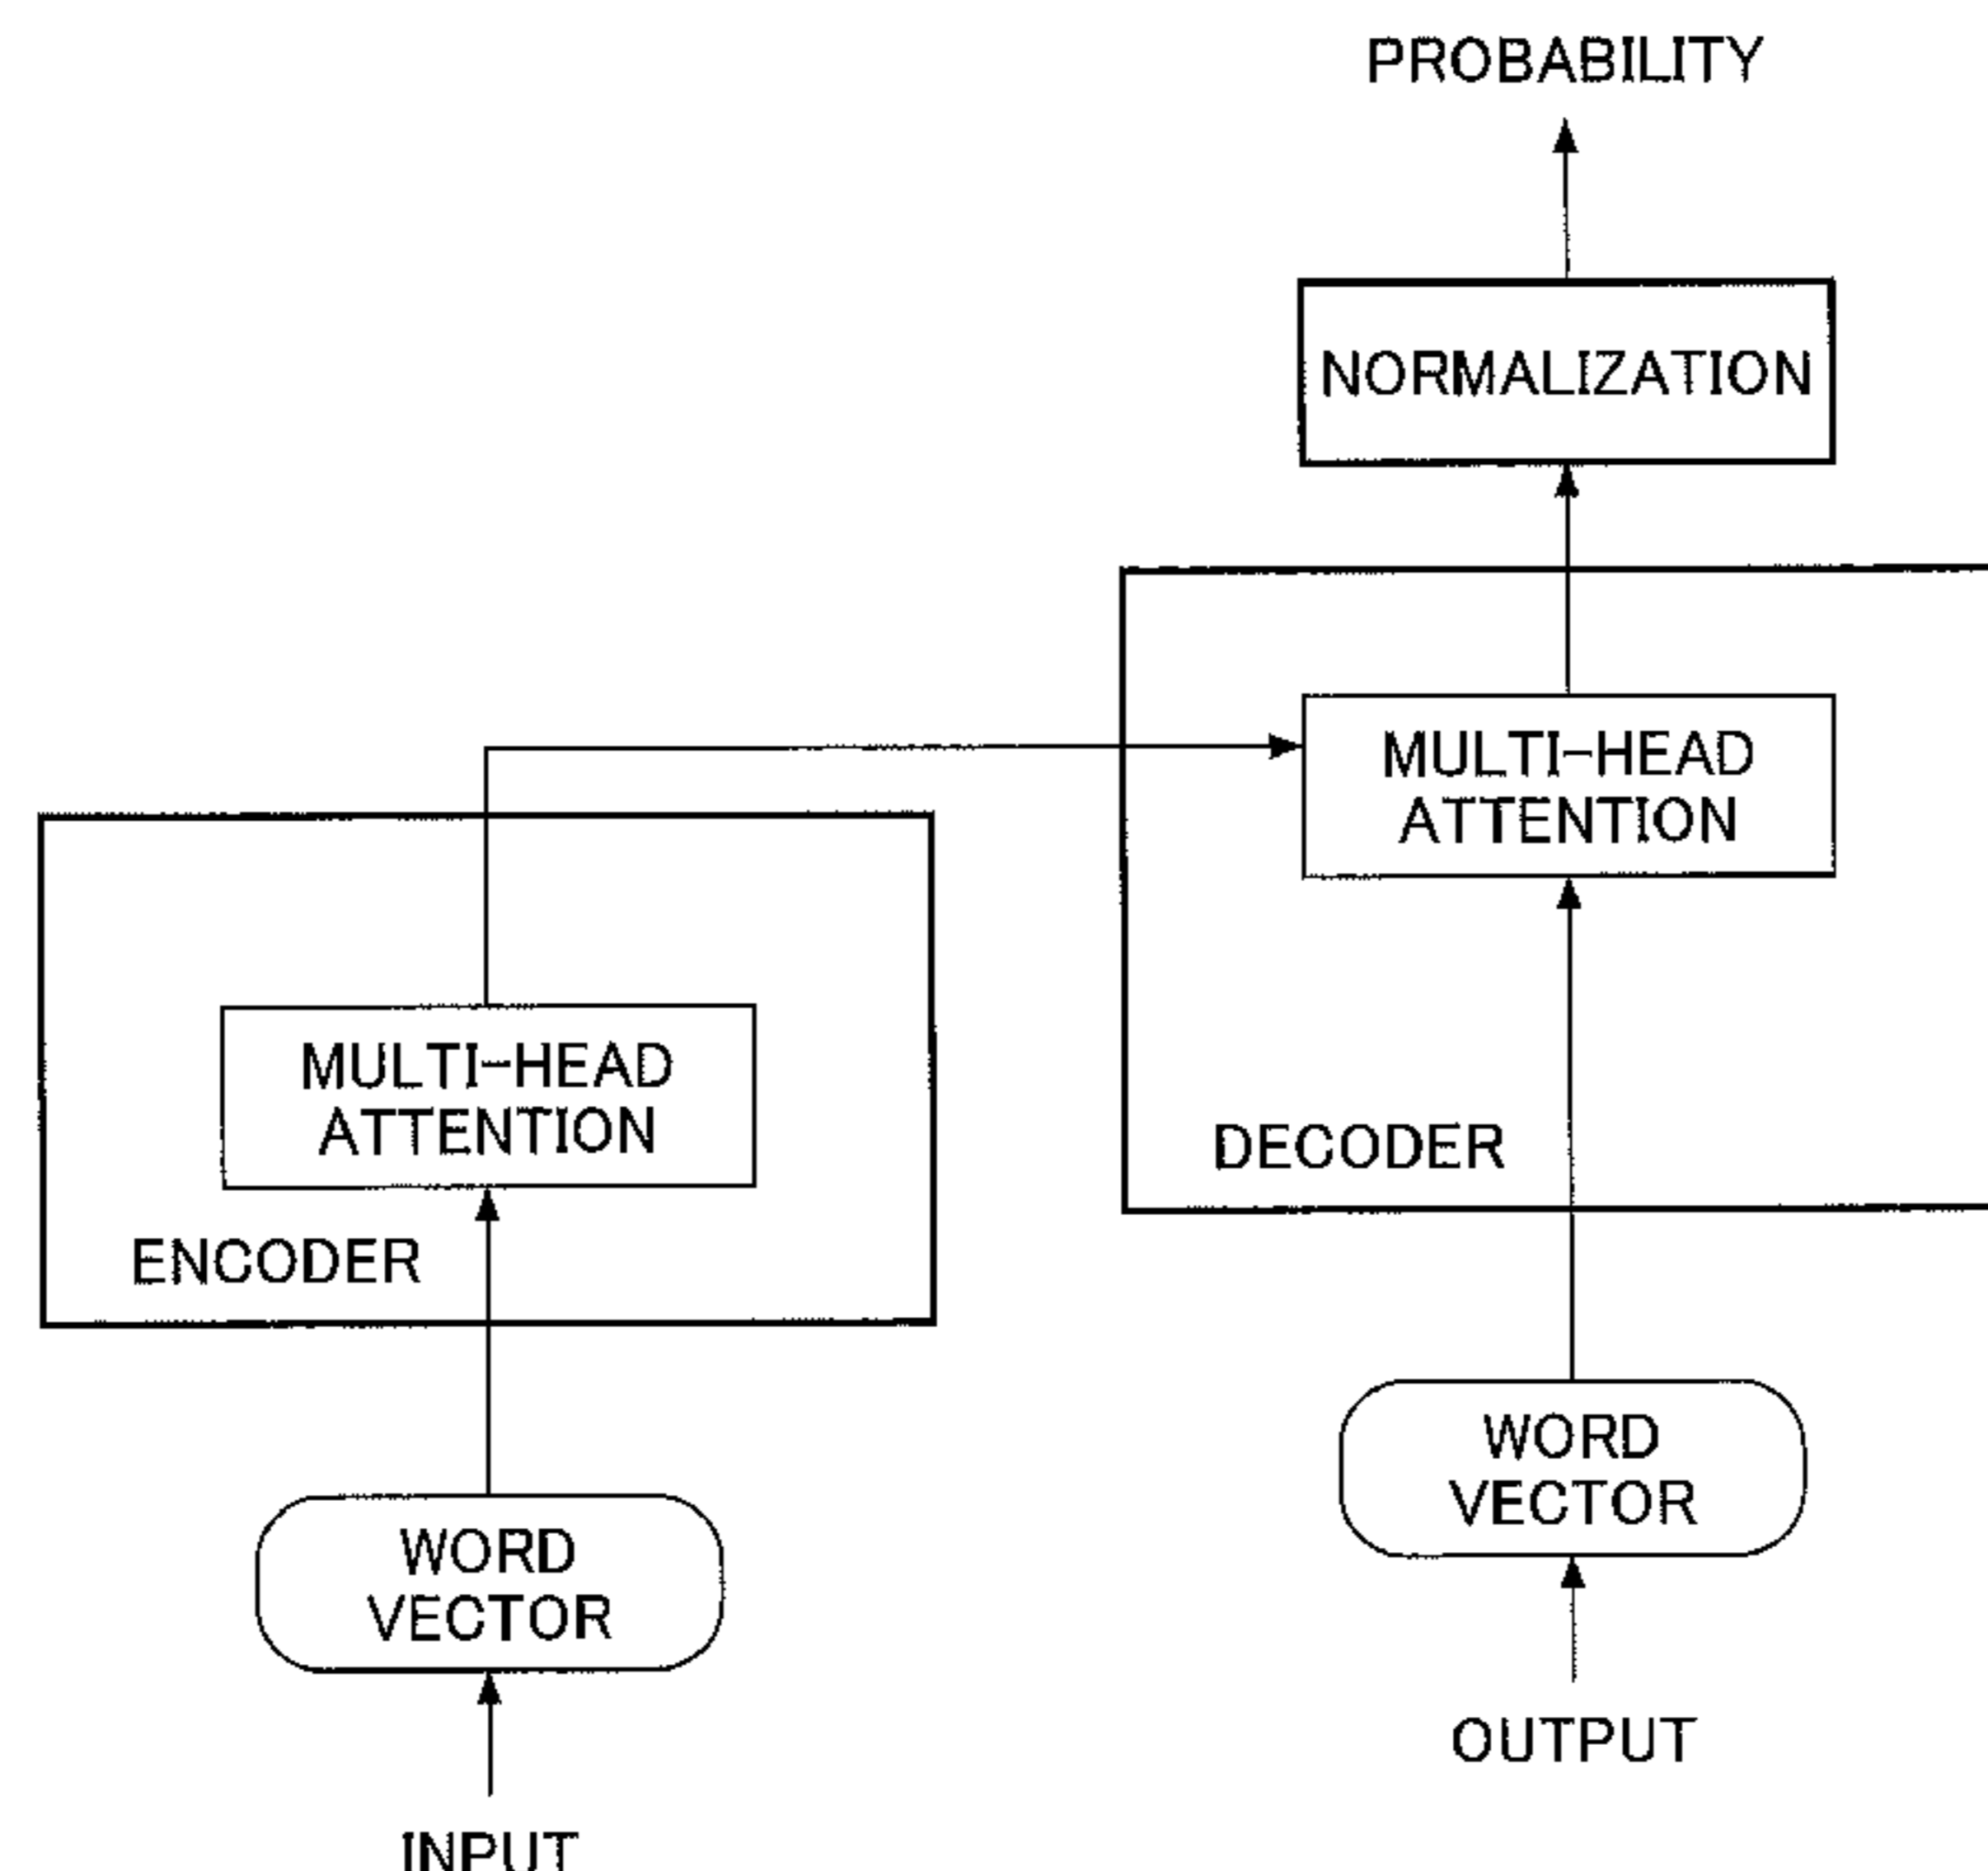 PROBABILITY
NORMALIZATION
MULTI-HEAD
ATTENTION
DECODER
MULTI-HEAD
ATTENTION
ENCODER
WORD
VECTOR
OUTPUT
WORD
VECTOR
INPUT